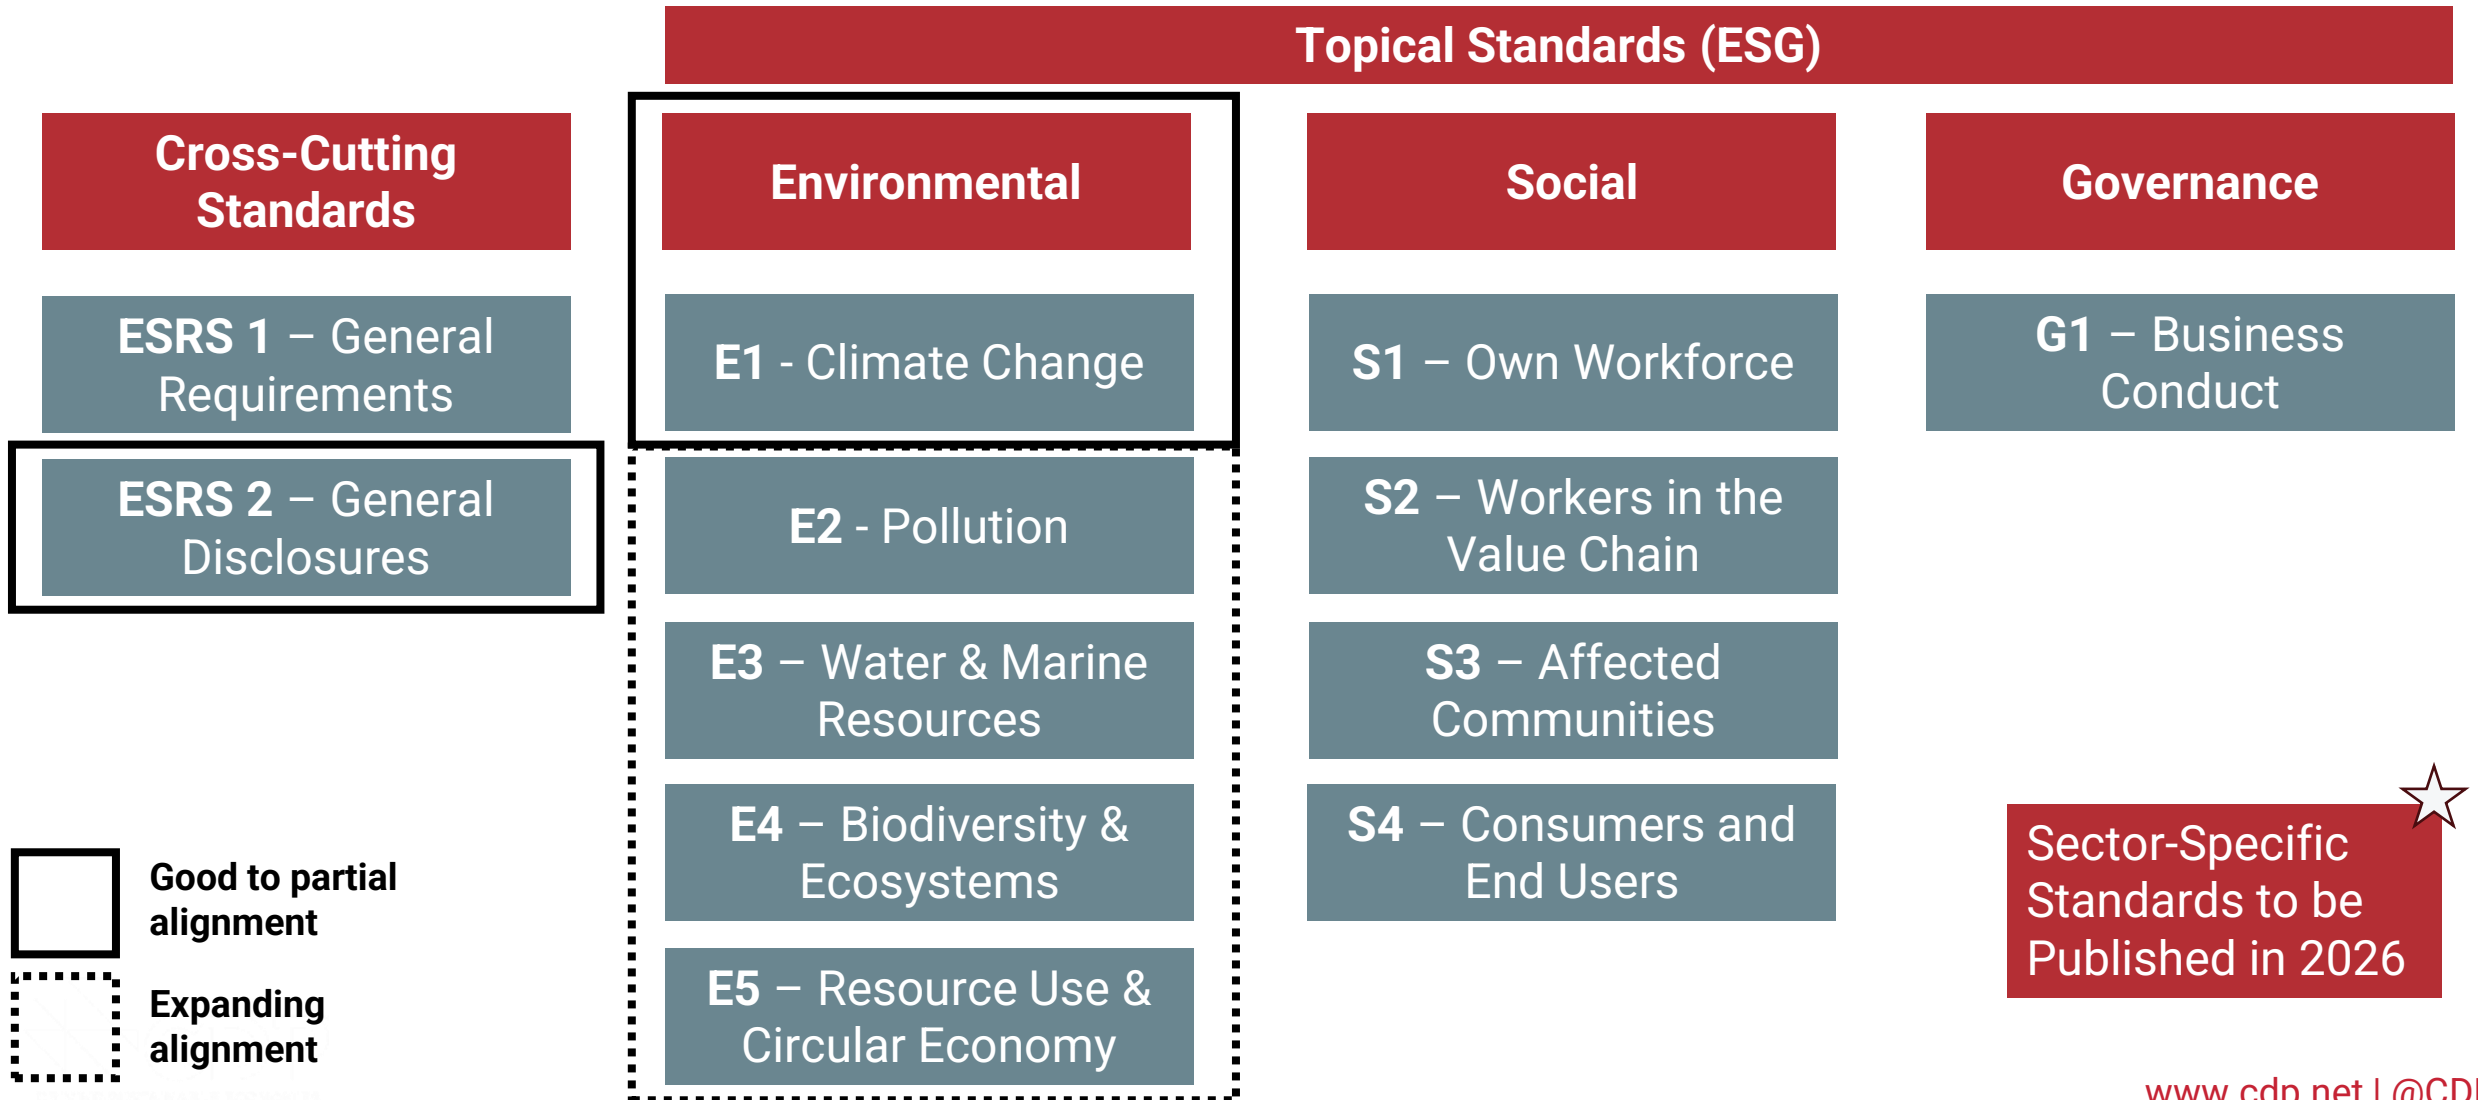 Topical Standards (ESG)
Cross-Cutting
Standards
Environmental
Social
Governance
ESRS 1 – General
Requirements
ESRS 2 – General
Disclosures
E1 - Climate Change
E2 - Pollution
E3 – Water & Marine
Resources
E4 – Biodiversity &
Ecosystems
E5 – Resource Use &
Circular Economy
S1 – Own Workforce
S2 – Workers in the
Value Chain
S3 – Affected
Communities
S4 – Consumers and
End Users
G1 – Business
Conduct
Good to partial
alignment
Expanding
alignment
Sector-Specific
Standards to be
Published in 2026
www.cdp.net |